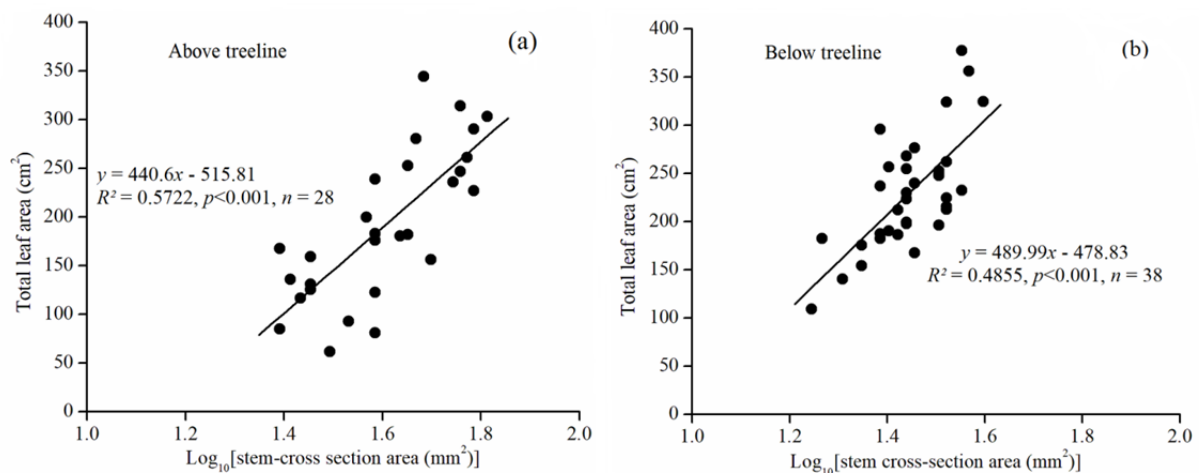 400
350
300
250
200
150
100
50
0
Total leaf area (cm²)
Above treeline
(a)
y = 440.6x - 515.81
R² = 0.5722, p<0.001, n = 28
1.0 1.2 1.4 1.6 1.8 2.0
Log₁₀[stem-cross section area (mm²)]
400
350
300
250
200
150
100
50
0
Total leaf area (cm²)
Below treeline
(b)
y = 489.99x - 478.83
R² = 0.4855, p<0.001, n = 38
1.0 1.2 1.4 1.6 1.8 2.0
Log₁₀[stem cross-section area (mm²)]